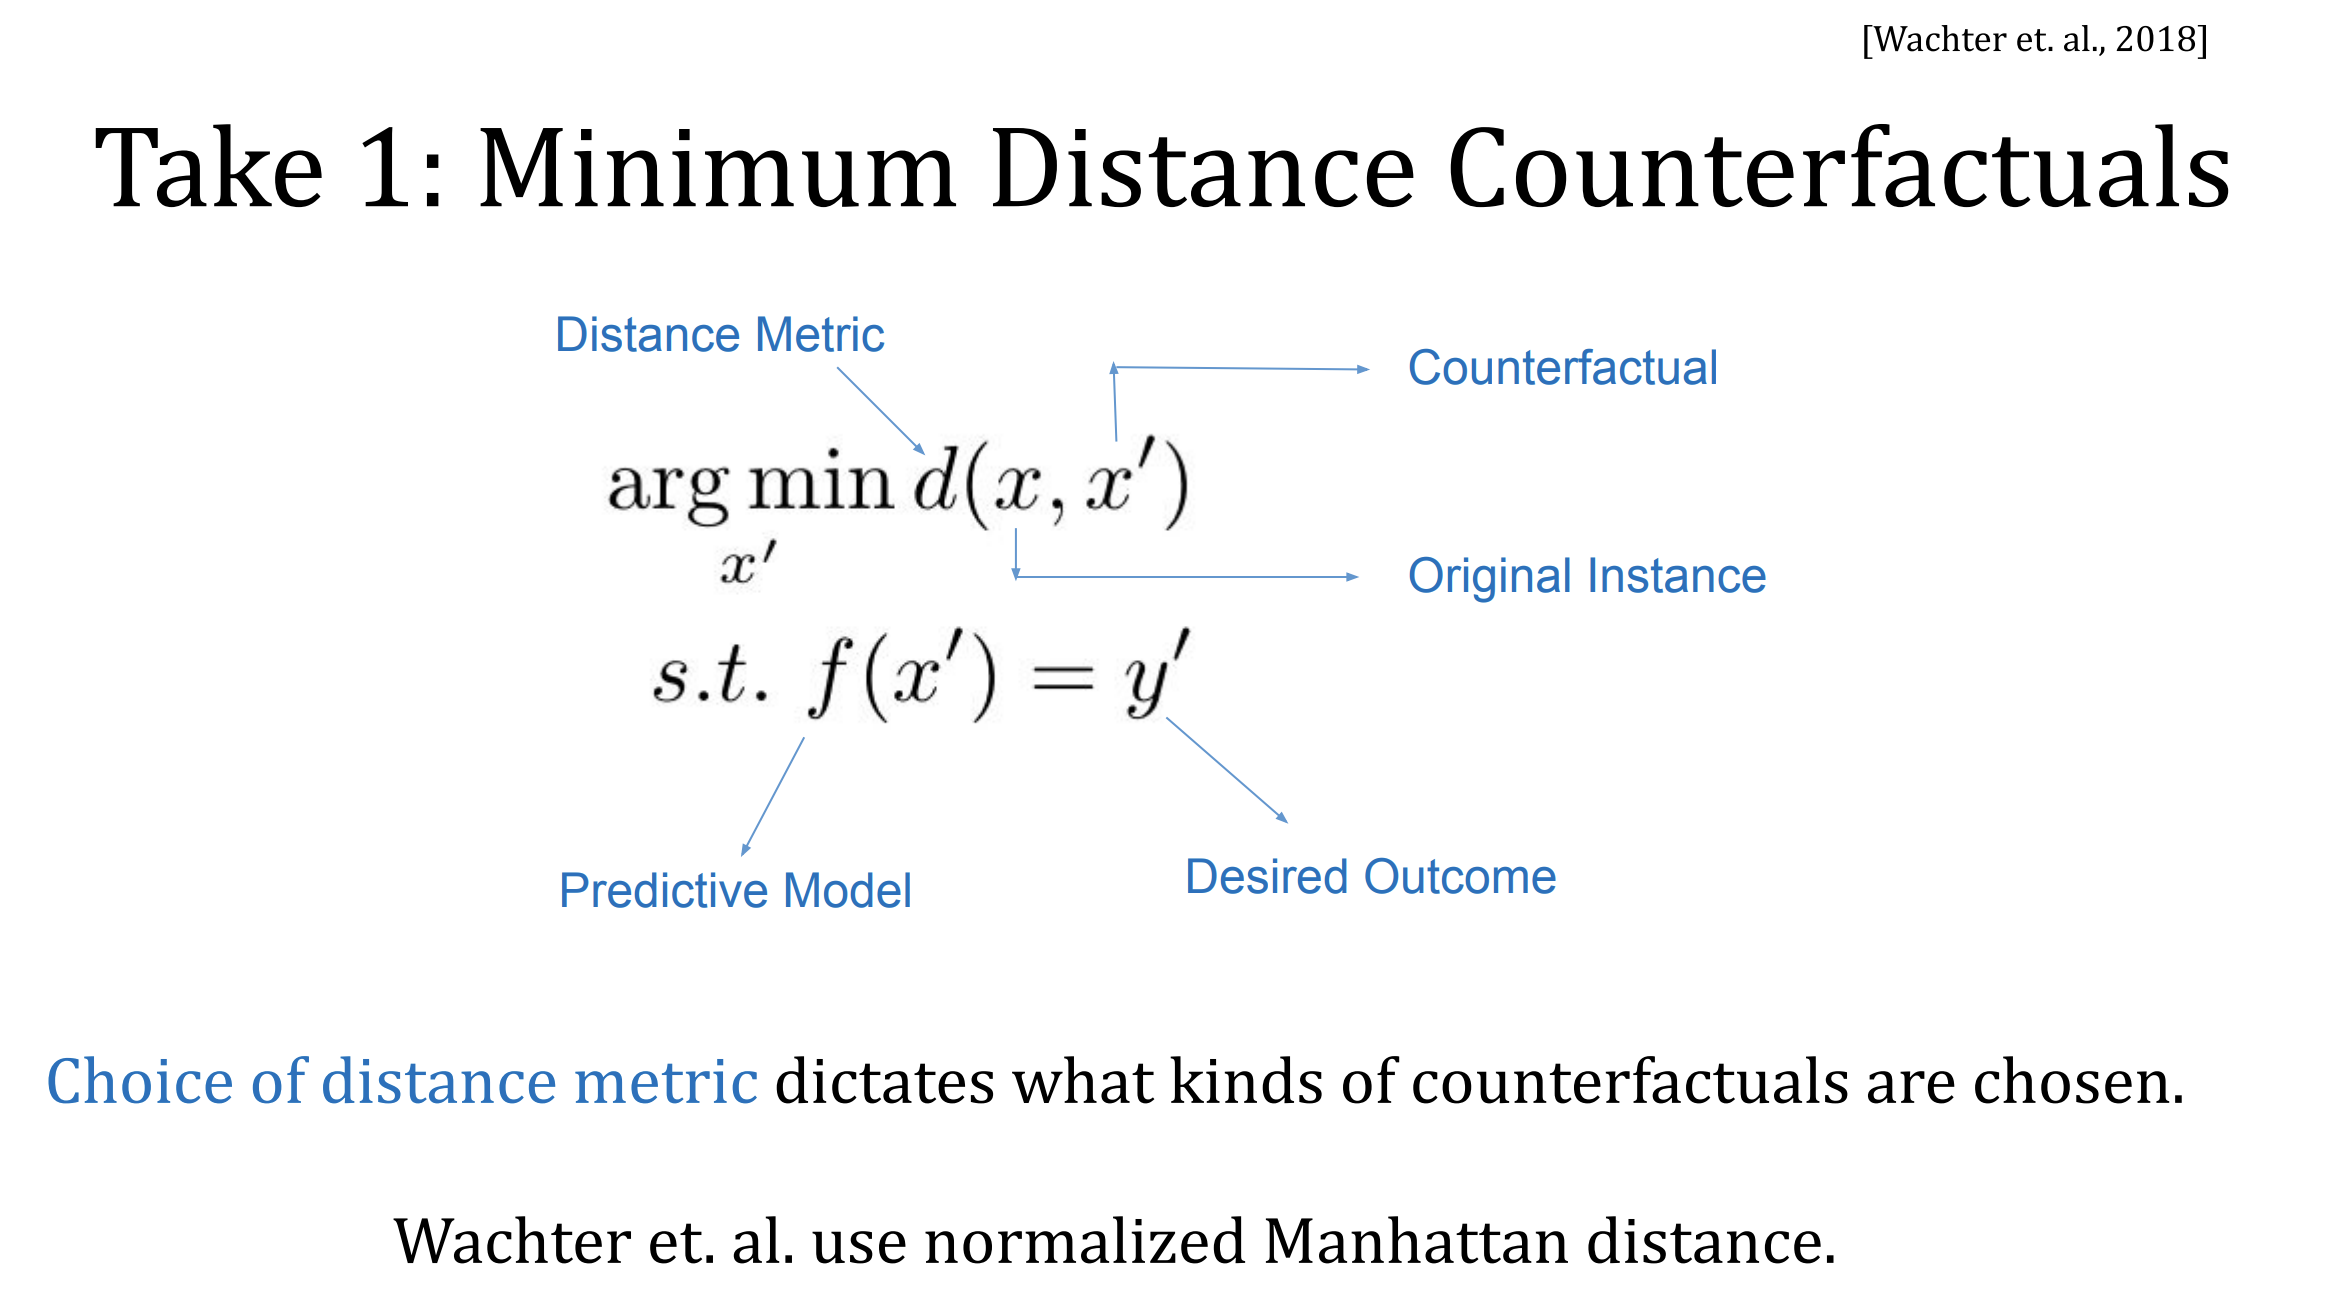 [Wachter et. al., 2018]
Take 1: Minimum Distance Counterfactuals
Distance Metric
Counterfactual
arg min d(x, x′)
x′
Original Instance
s.t. f(x′) = y′
Predictive Model
Desired Outcome
Choice of distance metric dictates what kinds of counterfactuals are chosen.
Wachter et. al. use normalized Manhattan distance.